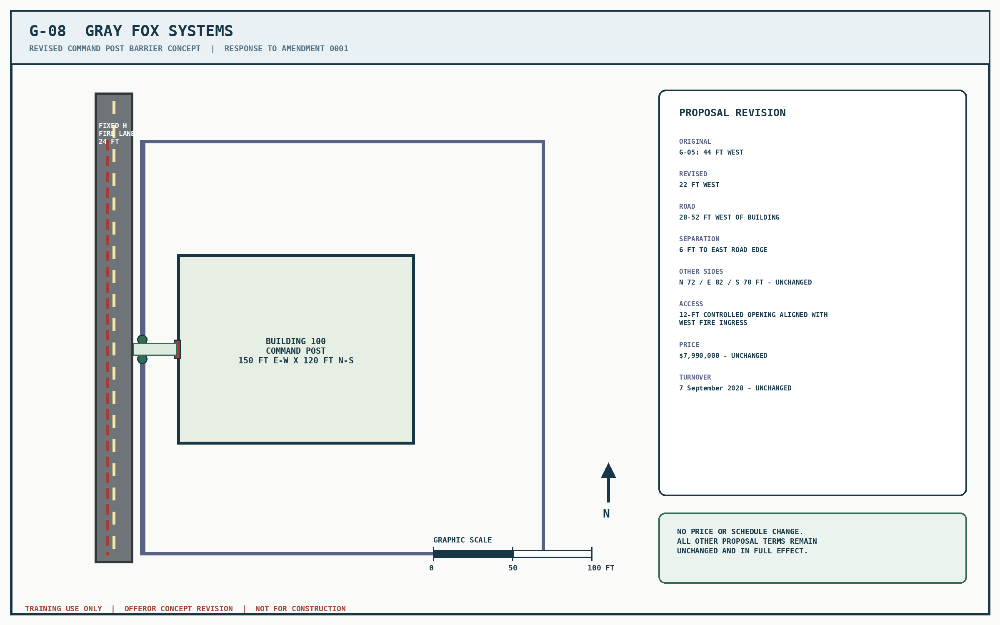 G-08  GRAY FOX SYSTEMS
REVISED COMMAND POST BARRIER CONCEPT  |  RESPONSE TO AMENDMENT 0001
FIXED H
FIRE LANE
24 FT
BUILDING 100
COMMAND POST
150 FT E-W X 120 FT N-S
N
GRAPHIC SCALE
0 50 100 FT
PROPOSAL REVISION
ORIGINAL
G-05: 44 FT WEST
REVISED
22 FT WEST
ROAD
28-52 FT WEST OF BUILDING
SEPARATION
6 FT TO EAST ROAD EDGE
OTHER SIDES
N 72 / E 82 / S 70 FT - UNCHANGED
ACCESS
12-FT CONTROLLED OPENING ALIGNED WITH
WEST FIRE INGRESS
PRICE
$7,990,000 - UNCHANGED
TURNOVER
7 September 2028 - UNCHANGED
NO PRICE OR SCHEDULE CHANGE.
ALL OTHER PROPOSAL TERMS REMAIN
UNCHANGED AND IN FULL EFFECT.
TRAINING USE ONLY  |  OFFEROR CONCEPT REVISION  |  NOT FOR CONSTRUCTION